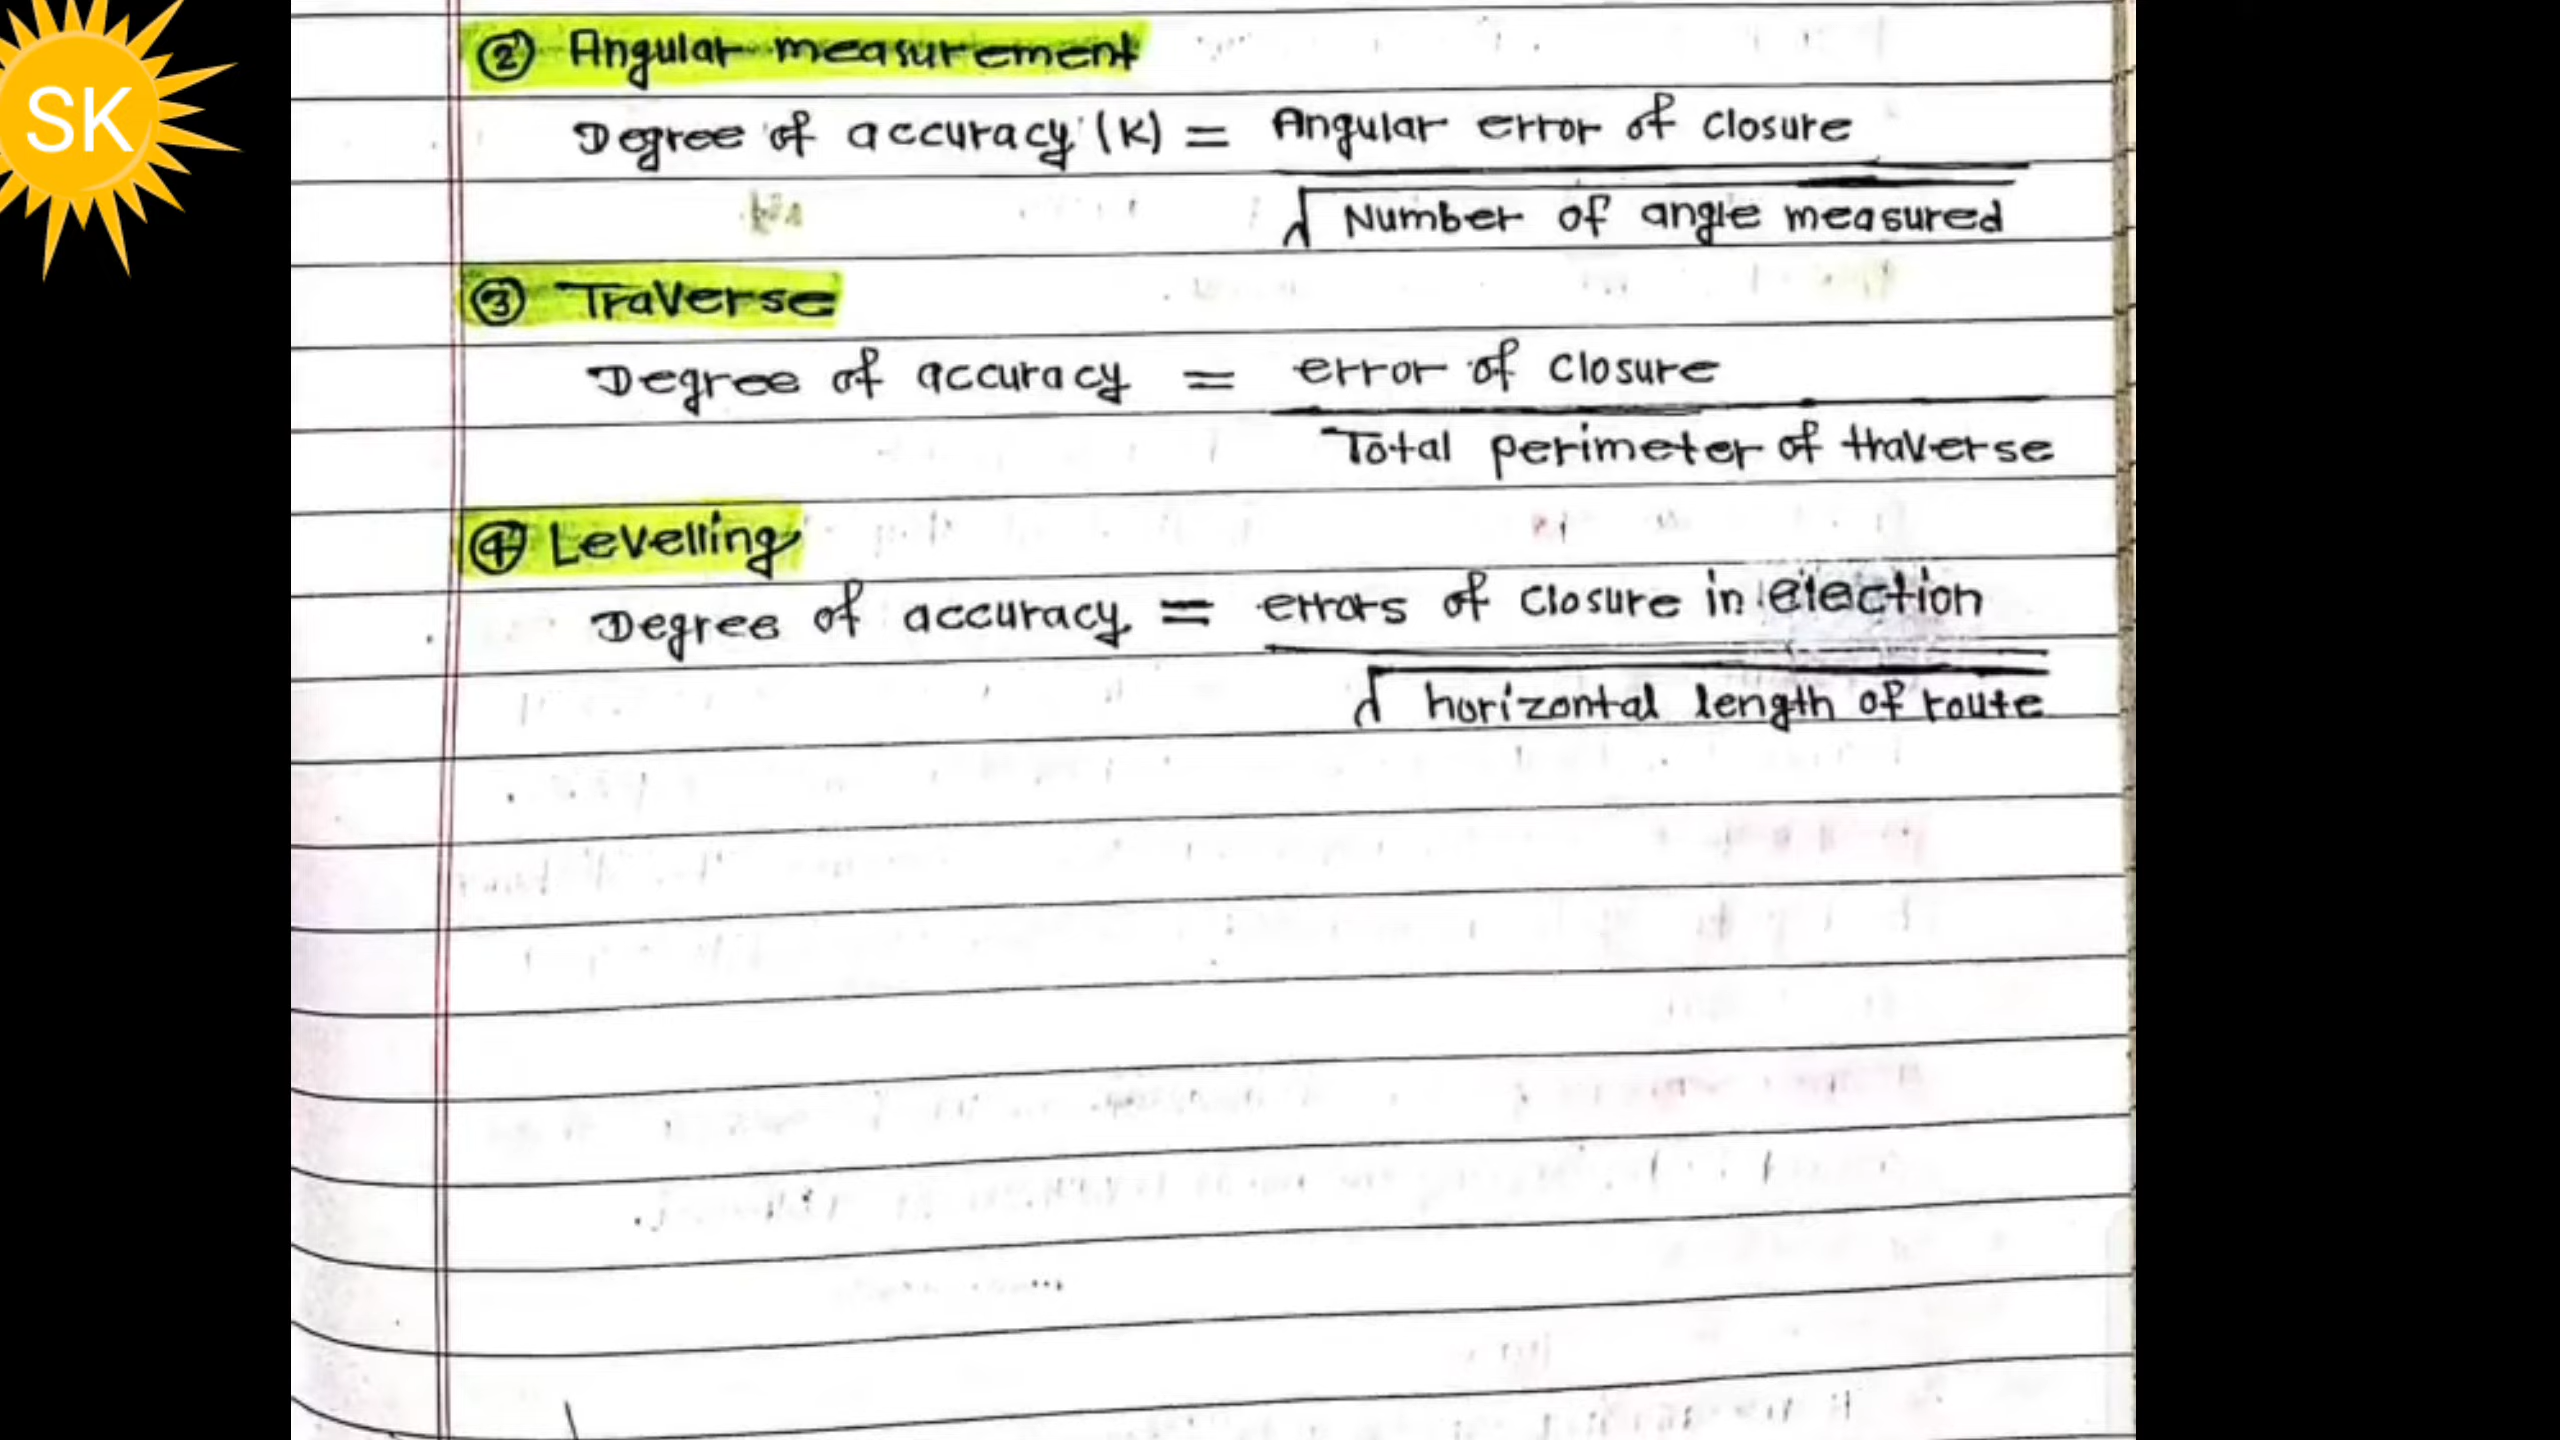 SK
② Angular measurement
Degree of accuracy (K) = Angular error of closure
√Number of angle measured
③ Traverse
Degree of accuracy = error of closure
Total perimeter of traverse
④ Levelling
Degree of accuracy = errors of closure in election
√horizontal length of route